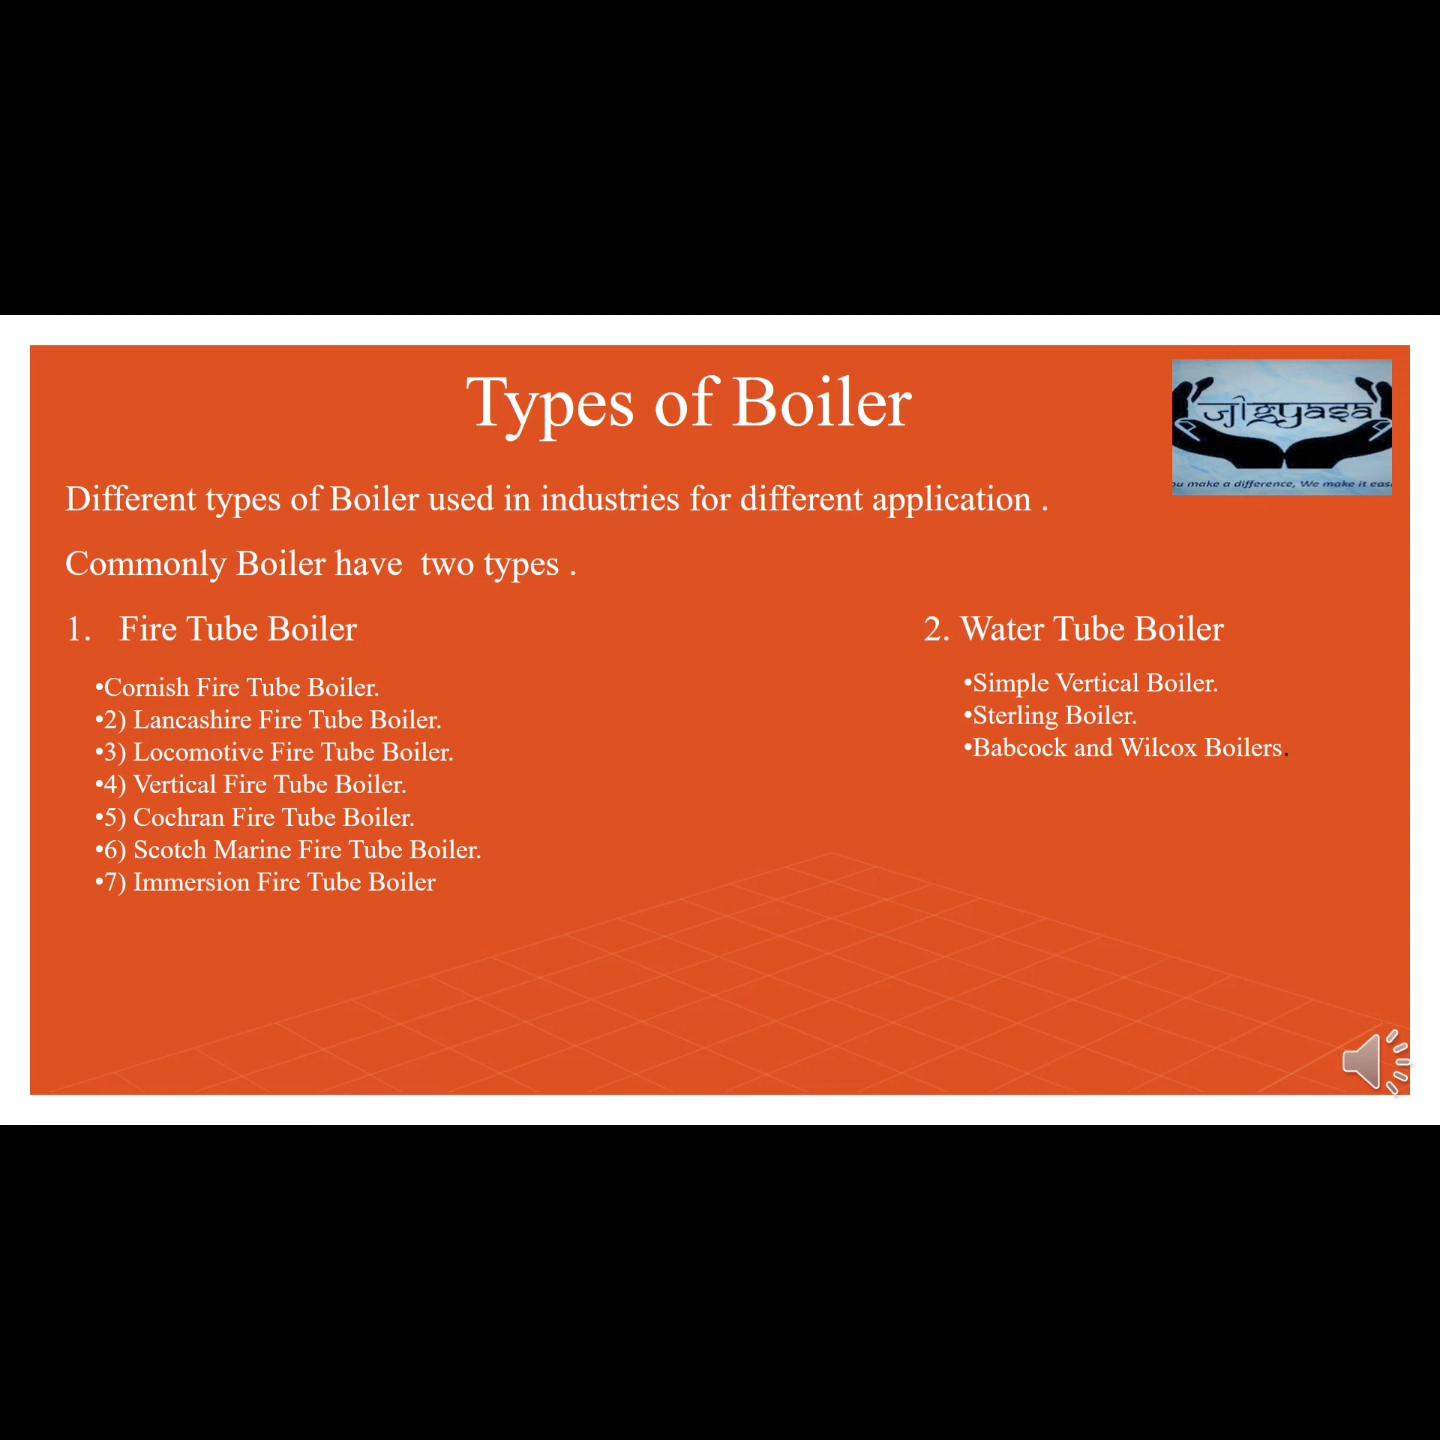 Types of Boiler
जीgyasa
ou make a difference, We make it eas
Different types of Boiler used in industries for different application .
Commonly Boiler have  two types .
1. Fire Tube Boiler
•Cornish Fire Tube Boiler.
•2) Lancashire Fire Tube Boiler.
•3) Locomotive Fire Tube Boiler.
•4) Vertical Fire Tube Boiler.
•5) Cochran Fire Tube Boiler.
•6) Scotch Marine Fire Tube Boiler.
•7) Immersion Fire Tube Boiler
2. Water Tube Boiler
•Simple Vertical Boiler.
•Sterling Boiler.
•Babcock and Wilcox Boilers.